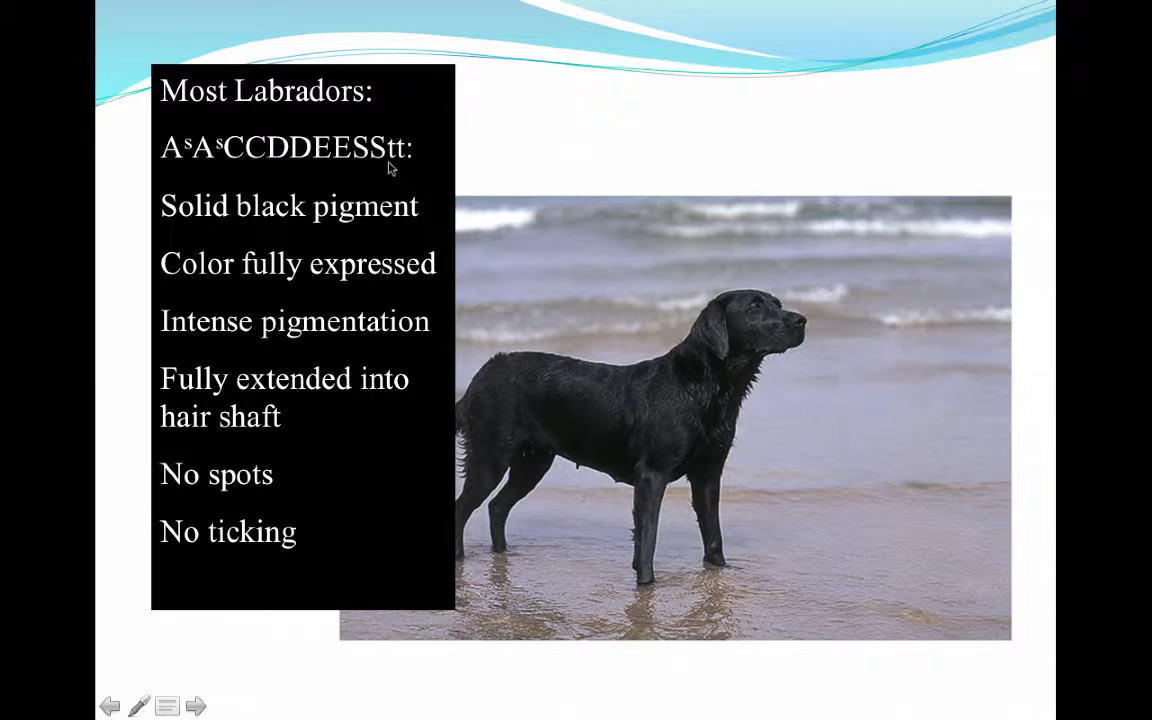 Most Labradors:
AˢAˢCCDDEESStt:
Solid black pigment
Color fully expressed
Intense pigmentation
Fully extended into
hair shaft
No spots
No ticking